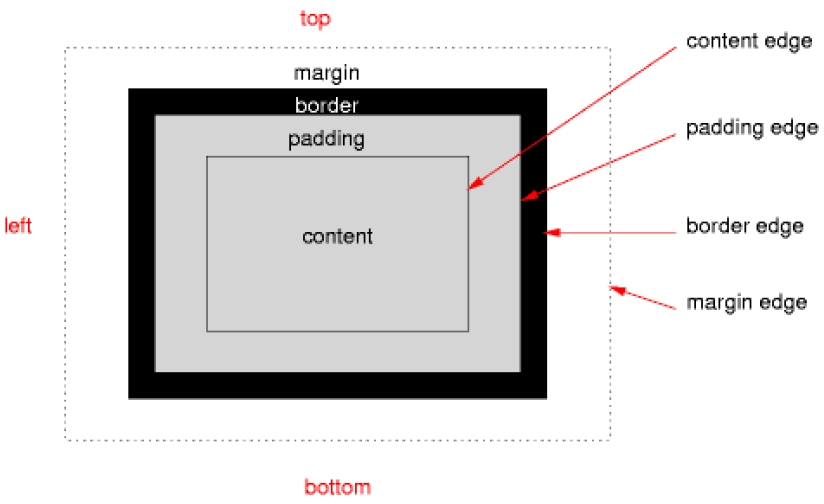 top
content edge
margin
border
padding edge
padding
left
content
border edge
margin edge
bottom